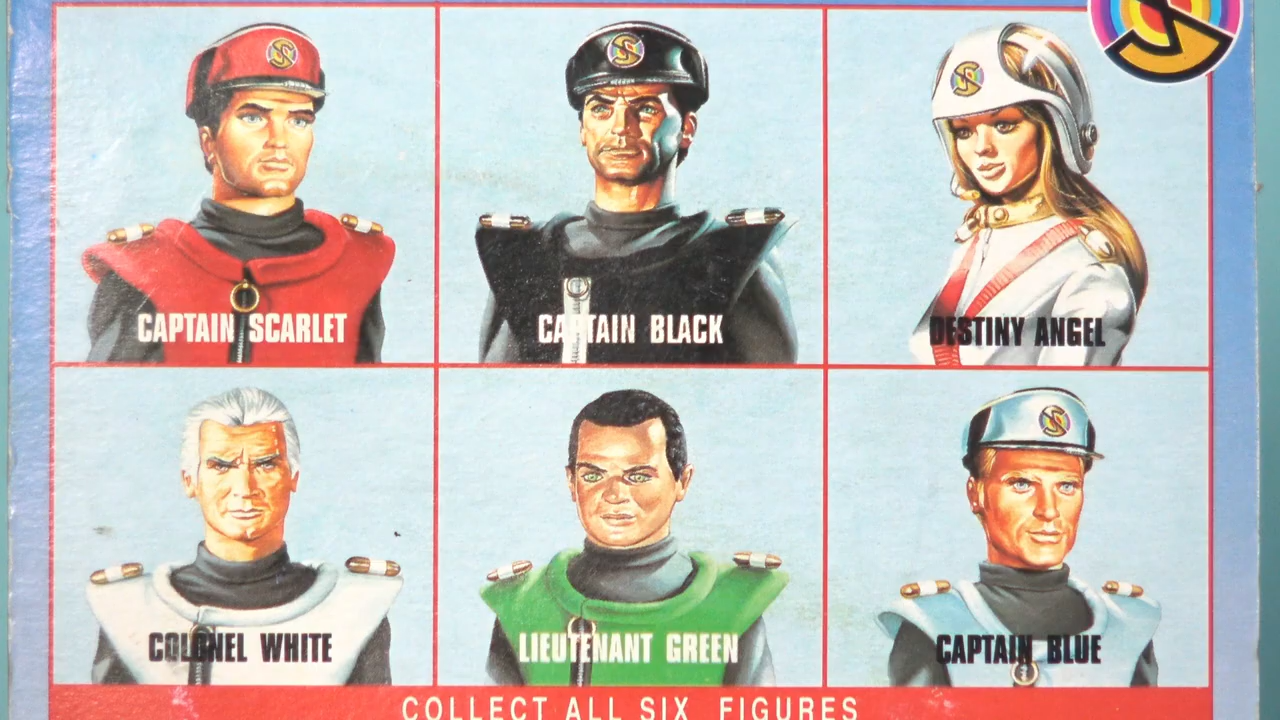 CAPTAIN SCARLET
CAPTAIN BLACK
DESTINY ANGEL
COLONEL WHITE
LIEUTENANT GREEN
CAPTAIN BLUE
COLLECT ALL SIX FIGURES